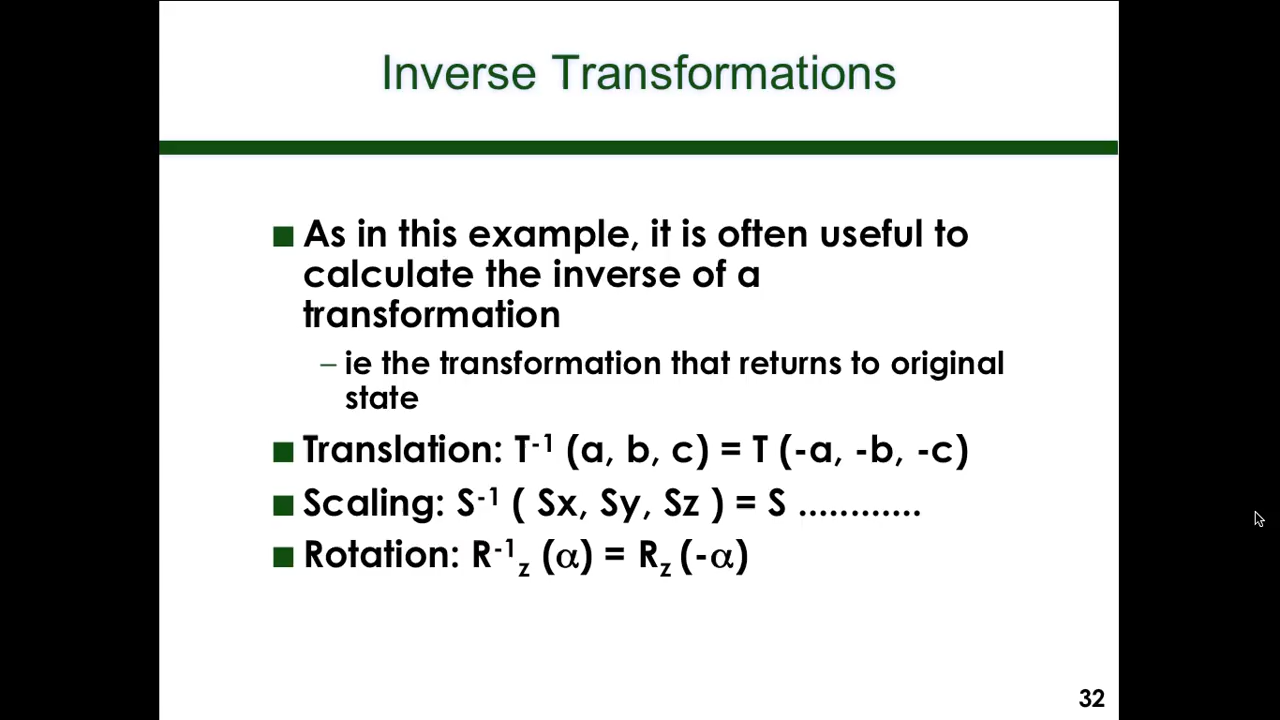 Inverse Transformations
■ As in this example, it is often useful to
calculate the inverse of a
transformation
– ie the transformation that returns to original
state
■ Translation: T⁻¹ (a, b, c) = T (-a, -b, -c)
■ Scaling: S⁻¹ ( Sx, Sy, Sz ) = S ............
■ Rotation: R⁻¹z (α) = Rz (-α)
32